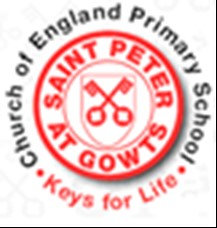 Church of England Primary School
SAINT PETER
AT GOWTS
• Keys for Life •